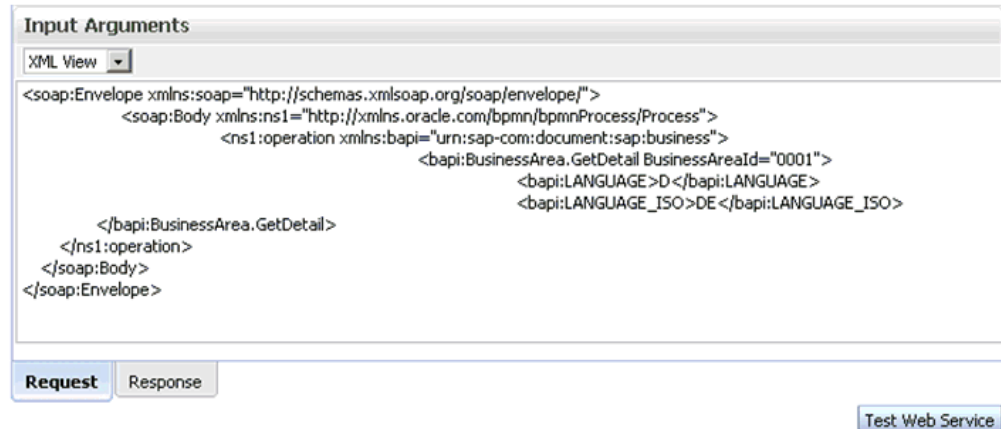 Input Arguments
XML View
<soap:Envelope xmlns:soap="http://schemas.xmlsoap.org/soap/envelope/">
<soap:Body xmlns:ns1="http://xmlns.oracle.com/bpmn/bpmnProcess/Process">
<ns1:operation xmlns:bapi="urn:sap-com:document:sap:business">
<bapi:BusinessArea.GetDetail BusinessAreaId="0001">
<bapi:LANGUAGE>D</bapi:LANGUAGE>
<bapi:LANGUAGE_ISO>DE</bapi:LANGUAGE_ISO>
</bapi:BusinessArea.GetDetail>
</ns1:operation>
</soap:Body>
</soap:Envelope>
Request Response
Test Web Service